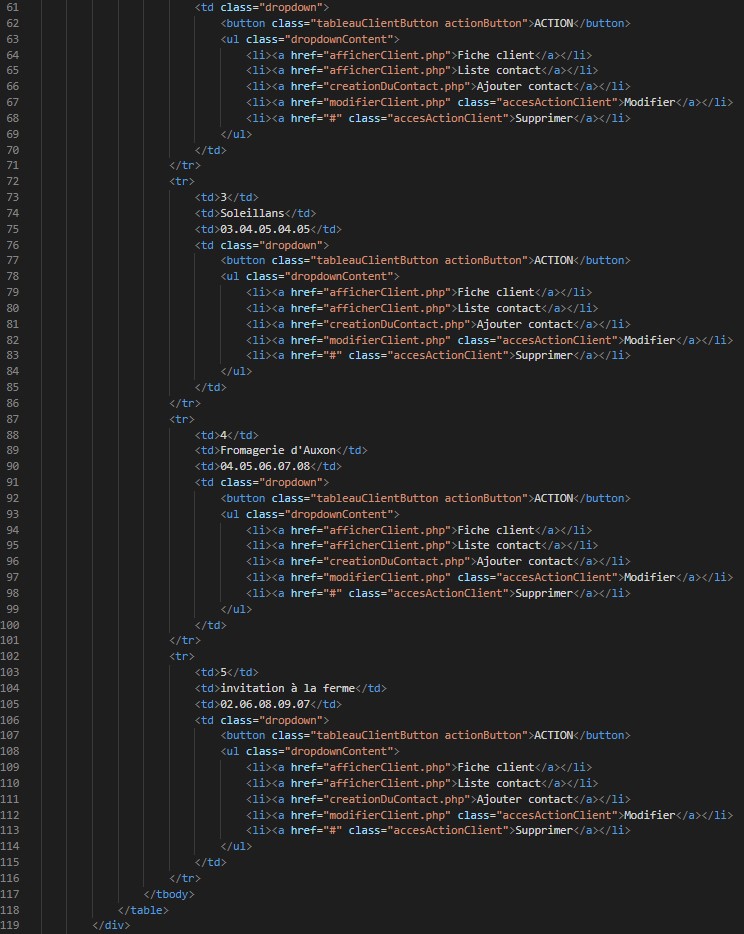 61 <td class="dropdown">
62 <button class="tableauClientButton actionButton">ACTION</button>
63 <ul class="dropdownContent">
64 <li><a href="afficherClient.php">Fiche client</a></li>
65 <li><a href="afficherClient.php">Liste contact</a></li>
66 <li><a href="creationDuContact.php">Ajouter contact</a></li>
67 <li><a href="modifierClient.php" class="accesActionClient">Modifier</a></li>
68 <li><a href="#" class="accesActionClient">Supprimer</a></li>
69 </ul>
70 </td>
71 </tr>
72 <tr>
73 <td>3</td>
74 <td>Soleillans</td>
75 <td>03.04.05.04.05</td>
76 <td class="dropdown">
77 <button class="tableauClientButton actionButton">ACTION</button>
78 <ul class="dropdownContent">
79 <li><a href="afficherClient.php">Fiche client</a></li>
80 <li><a href="afficherClient.php">Liste contact</a></li>
81 <li><a href="creationDuContact.php">Ajouter contact</a></li>
82 <li><a href="modifierClient.php" class="accesActionClient">Modifier</a></li>
83 <li><a href="#" class="accesActionClient">Supprimer</a></li>
84 </ul>
85 </td>
86 </tr>
87 <tr>
88 <td>4</td>
89 <td>Fromagerie d'Auxon</td>
90 <td>04.05.06.07.08</td>
91 <td class="dropdown">
92 <button class="tableauClientButton actionButton">ACTION</button>
93 <ul class="dropdownContent">
94 <li><a href="afficherClient.php">Fiche client</a></li>
95 <li><a href="afficherClient.php">Liste contact</a></li>
96 <li><a href="creationDuContact.php">Ajouter contact</a></li>
97 <li><a href="modifierClient.php" class="accesActionClient">Modifier</a></li>
98 <li><a href="#" class="accesActionClient">Supprimer</a></li>
99 </ul>
100 </td>
101 </tr>
102 <tr>
103 <td>5</td>
104 <td>invitation à la ferme</td>
105 <td>02.06.08.09.07</td>
106 <td class="dropdown">
107 <button class="tableauClientButton actionButton">ACTION</button>
108 <ul class="dropdownContent">
109 <li><a href="afficherClient.php">Fiche client</a></li>
110 <li><a href="afficherClient.php">Liste contact</a></li>
111 <li><a href="creationDuContact.php">Ajouter contact</a></li>
112 <li><a href="modifierClient.php" class="accesActionClient">Modifier</a></li>
113 <li><a href="#" class="accesActionClient">Supprimer</a></li>
114 </ul>
115 </td>
116 </tr>
117 </tbody>
118 </table>
119 </div>